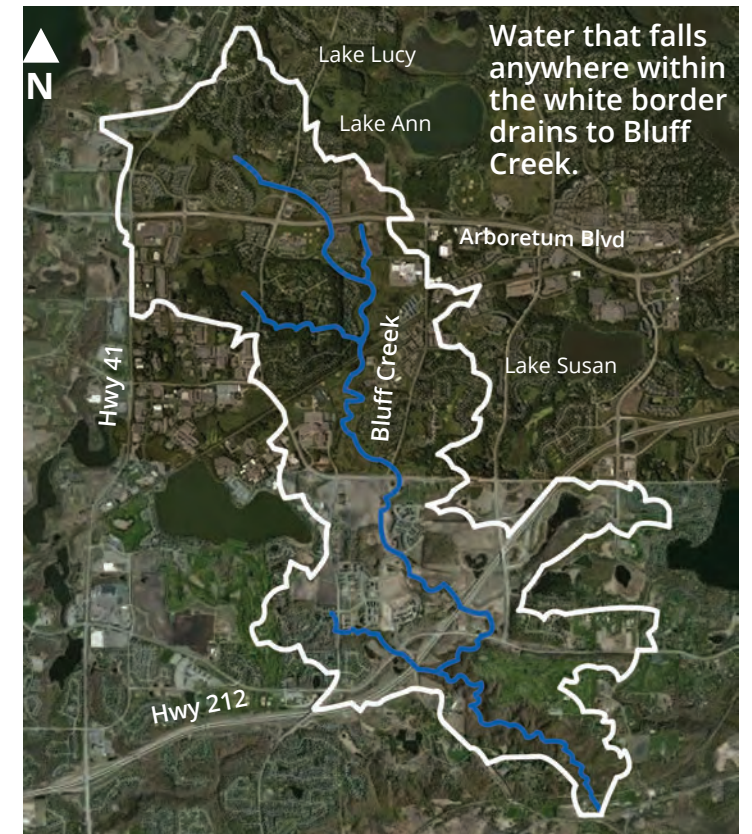 Lake Lucy
Water that falls
anywhere within
the white border
drains to Bluff
Creek.
N
Lake Ann
Arboretum Blvd
Hwy 41
Bluff Creek
Lake Susan
Hwy 212